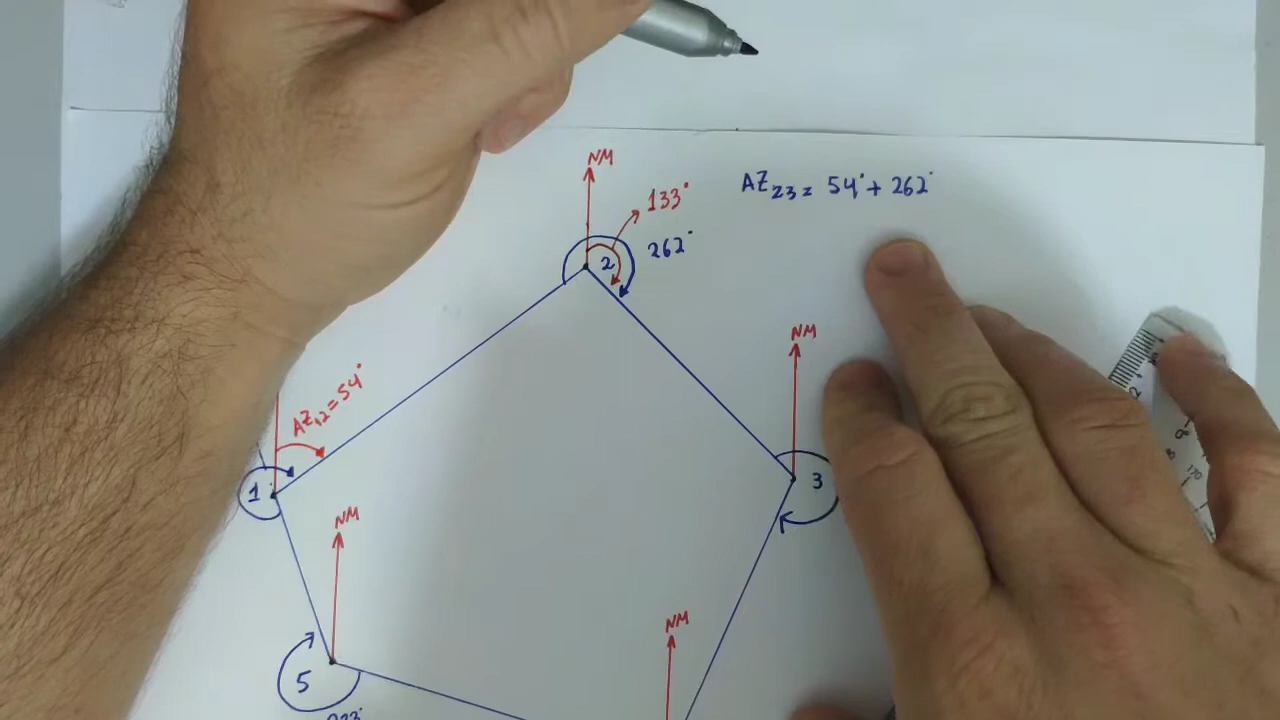 NM
133°
AZ23 = 54° + 262°
262°
2
NM
AZ12 = 54°
1
3
NM
NM
5